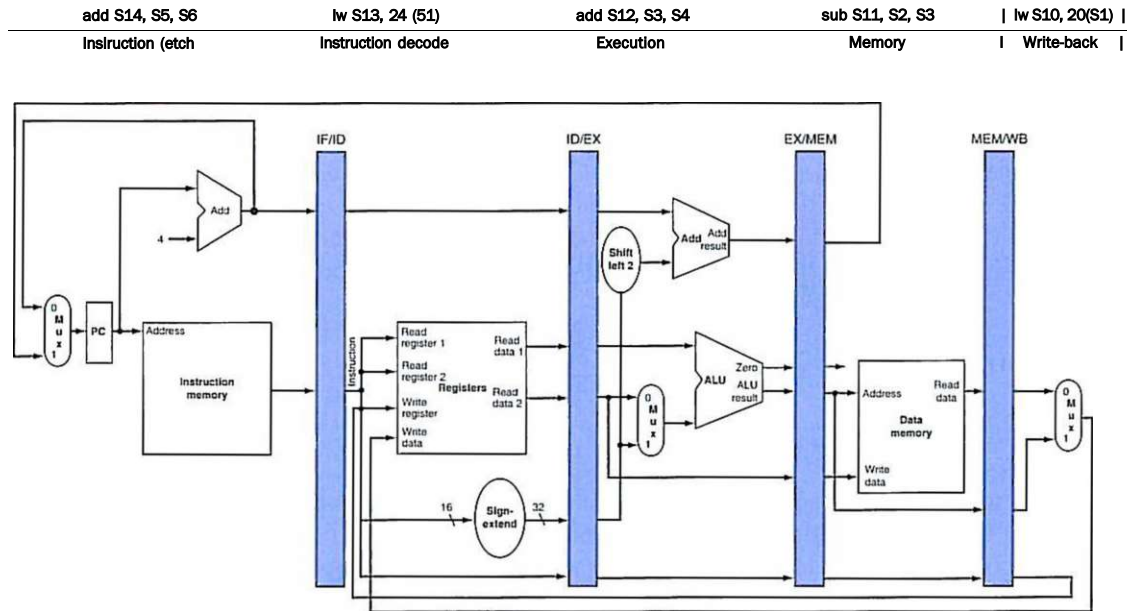 add S14, S5, S6 lw S13, 24 (51) add S12, S3, S4 sub S11, S2, S3 | lw S10, 20(S1) |
Insiruction (etch Instruction decode Execution Memory I Write-back |
IF/ID ID/EX EX/MEM MEM/WB
Add
4
Shift
left 2
Add Add
result
0
M
u
x
1
PC
Address
Instruction
memory
Instruction
Read
register 1
Read
register 2
Registers
Write
register
Write
data
Read
data 1
Read
data 2
16
Sign-
extend
32
0
M
u
x
1
ALU
Zero
ALU
result
Address
Read
data
Data
memory
Write
data
0
M
u
x
1